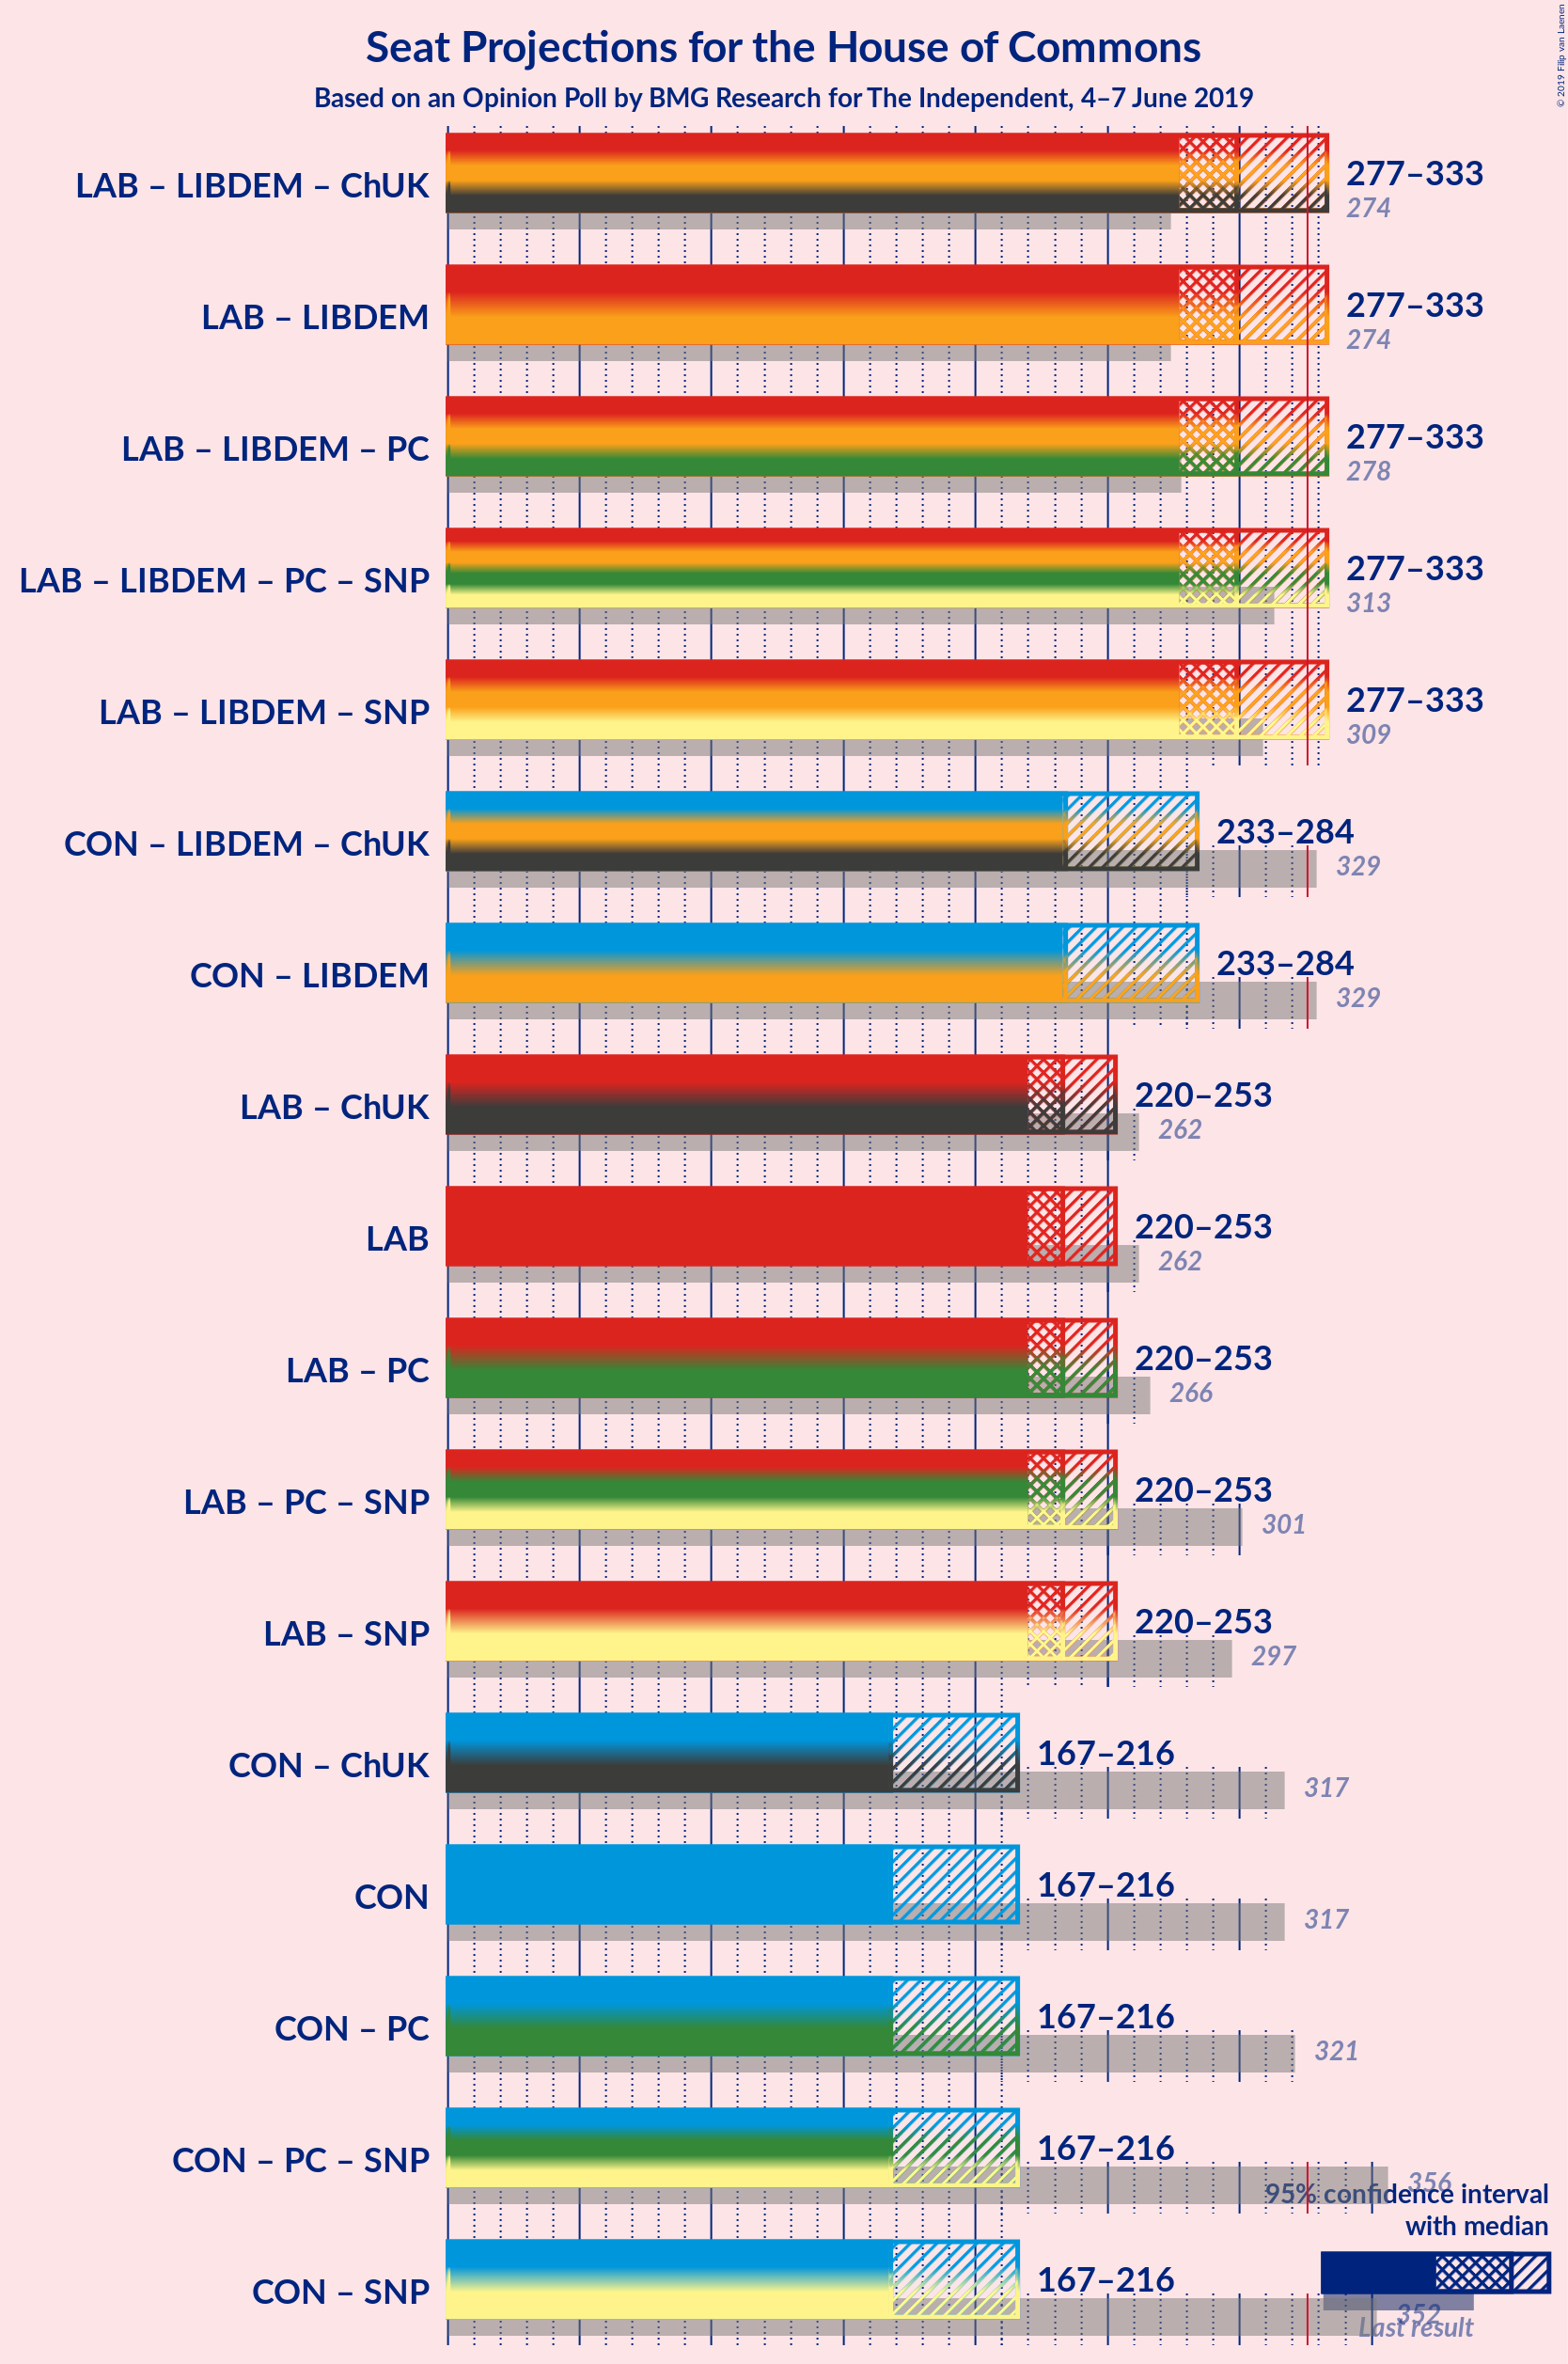 Seat Projections for the House of Commons
Based on an Opinion Poll by BMG Research for The Independent, 4–7 June 2019
© 2019 Filip van Laenen
LAB – LIBDEM – ChUK
277–333
274
LAB – LIBDEM
277–333
274
LAB – LIBDEM – PC
277–333
278
LAB – LIBDEM – PC – SNP
277–333
313
LAB – LIBDEM – SNP
277–333
309
CON – LIBDEM – ChUK
233–284
329
CON – LIBDEM
233–284
329
LAB – ChUK
220–253
262
LAB
220–253
262
LAB – PC
220–253
266
LAB – PC – SNP
220–253
301
LAB – SNP
220–253
297
CON – ChUK
167–216
317
CON
167–216
317
CON – PC
167–216
321
CON – PC – SNP
167–216
356
CON – SNP
167–216
352
95% confidence interval
with median
Last result